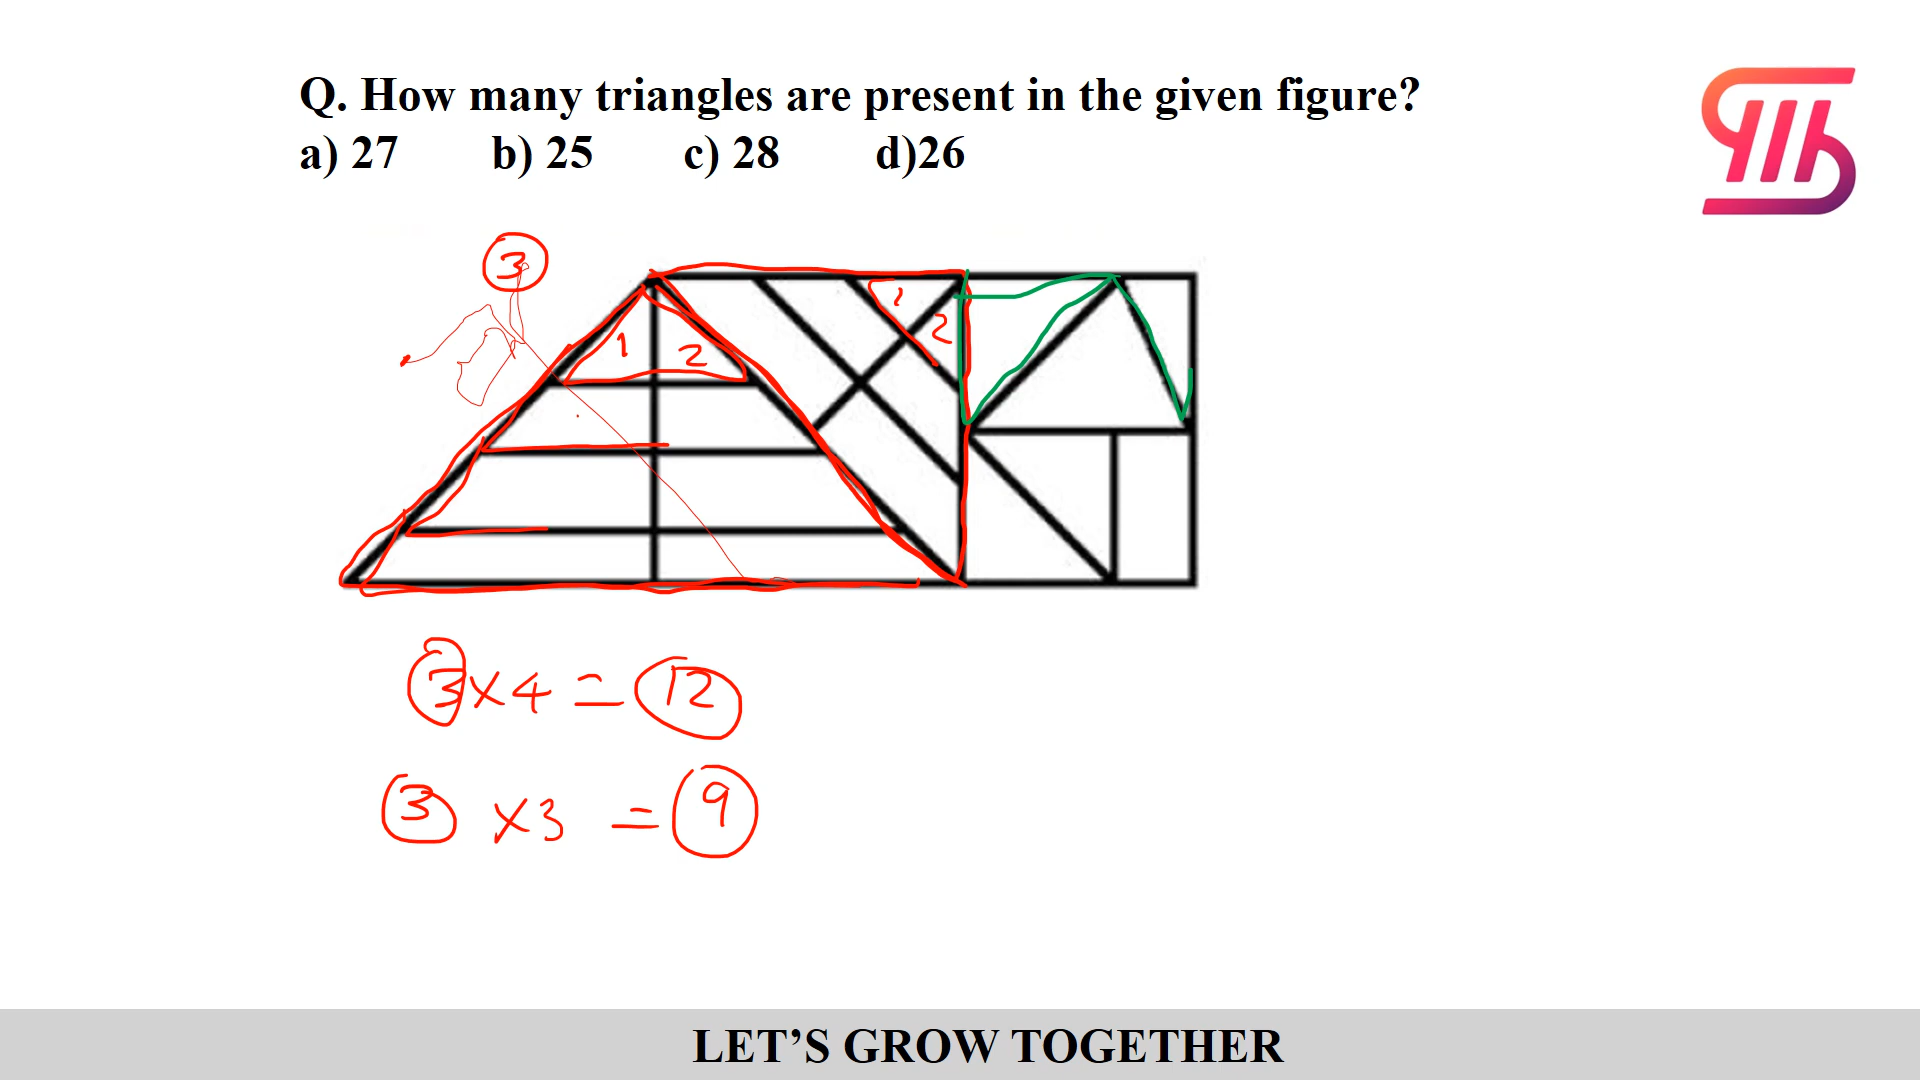 Q. How many triangles are present in the given figure?
a) 27 b) 25 c) 28 d)26
3
1 2
1
2
3 × 4 = 12
3 × 3 = 9
LET’S GROW TOGETHER